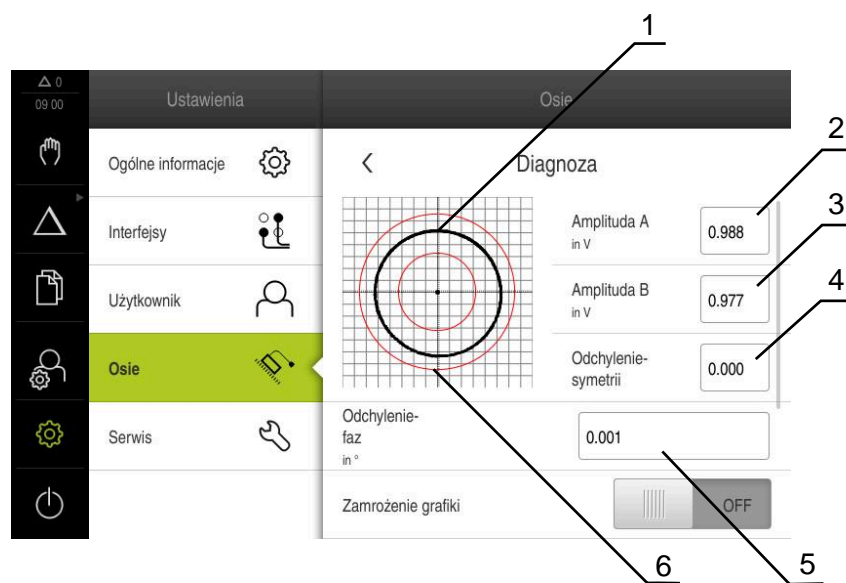 1
△ 0
09 00
Ustawienia
Osie
2
Ogólne informacje
Diagnoza
Amplituda A
in V
0.988
3
Interfejsy
Amplituda B
in V
0.977
4
Użytkownik
Osie
Odchylenie-
symetrii
0.000
Serwis
Odchylenie-
faz
in °
0.001
Zamrożenie grafiki
OFF
6
5